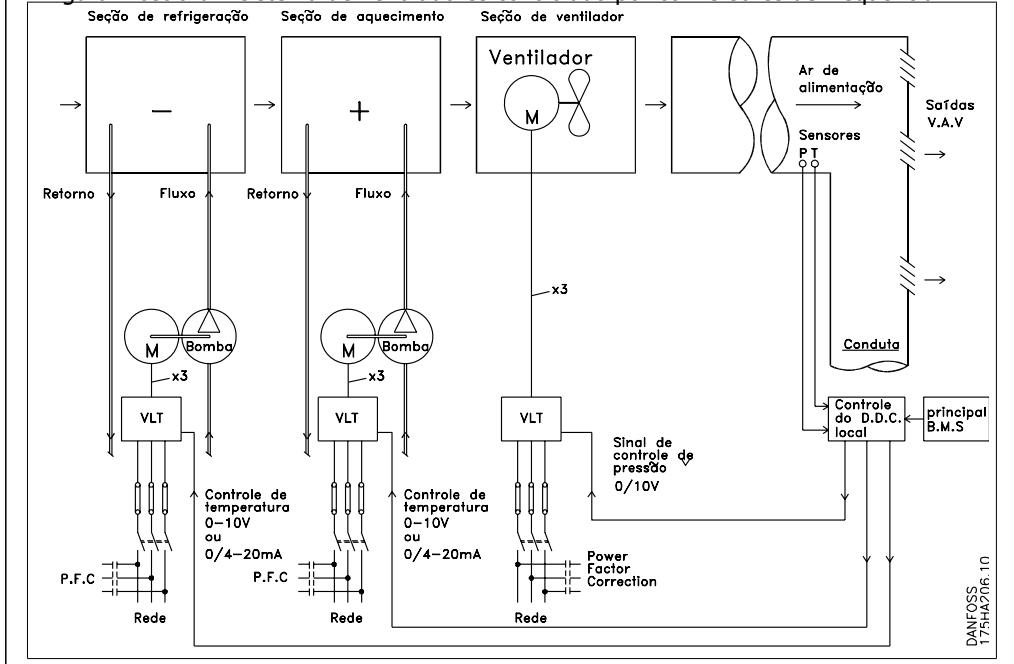 Seção de refrigeração
Seção de aquecimento
Seção de ventilador
Ventilador
M
−
+
Ar de
alimentação
Saídas
V.A.V
Sensores
P T
Retorno
Fluxo
Retorno
Fluxo
x3
M
Bomba
M
Bomba
Conduta
x3
x3
VLT
VLT
VLT
Controle
do D.D.C.
local
principal
B.M.S
Sinal de
controle de
pressão
0/10V
Controle de
temperatura
0−10V
ou
0/4−20mA
Controle de
temperatura
0−10V
ou
0/4−20mA
P.F.C
P.F.C
Power
Factor
Correction
Rede
Rede
Rede
DANFOSS
175HA206.10